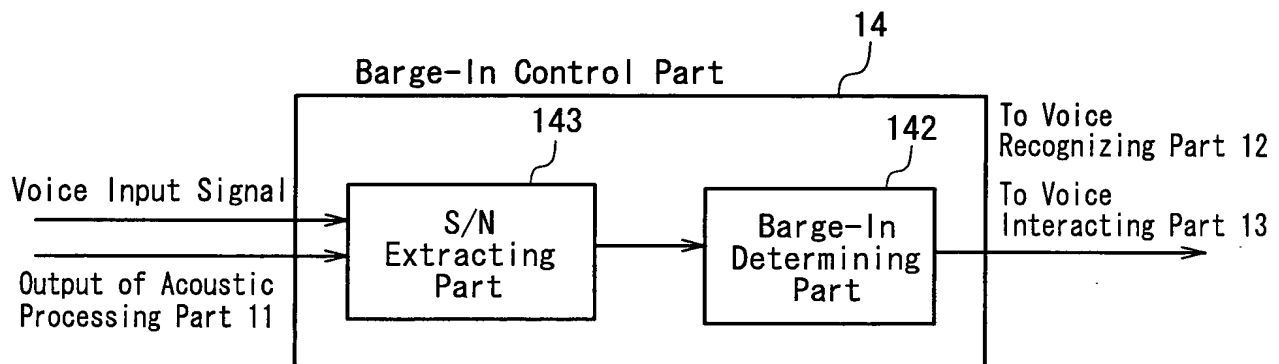 14
Barge-In Control Part
143
142
To Voice
Recognizing Part 12
Voice Input Signal
S/N
Extracting
Part
Barge-In
Determining
Part
To Voice
Interacting Part 13
Output of Acoustic
Processing Part 11